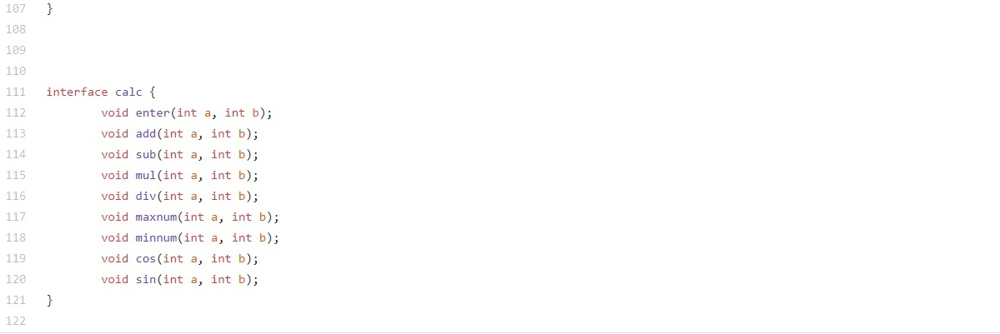 107 }
108
109
110
111 interface calc {
112 void enter(int a, int b);
113 void add(int a, int b);
114 void sub(int a, int b);
115 void mul(int a, int b);
116 void div(int a, int b);
117 void maxnum(int a, int b);
118 void minnum(int a, int b);
119 void cos(int a, int b);
120 void sin(int a, int b);
121 }
122